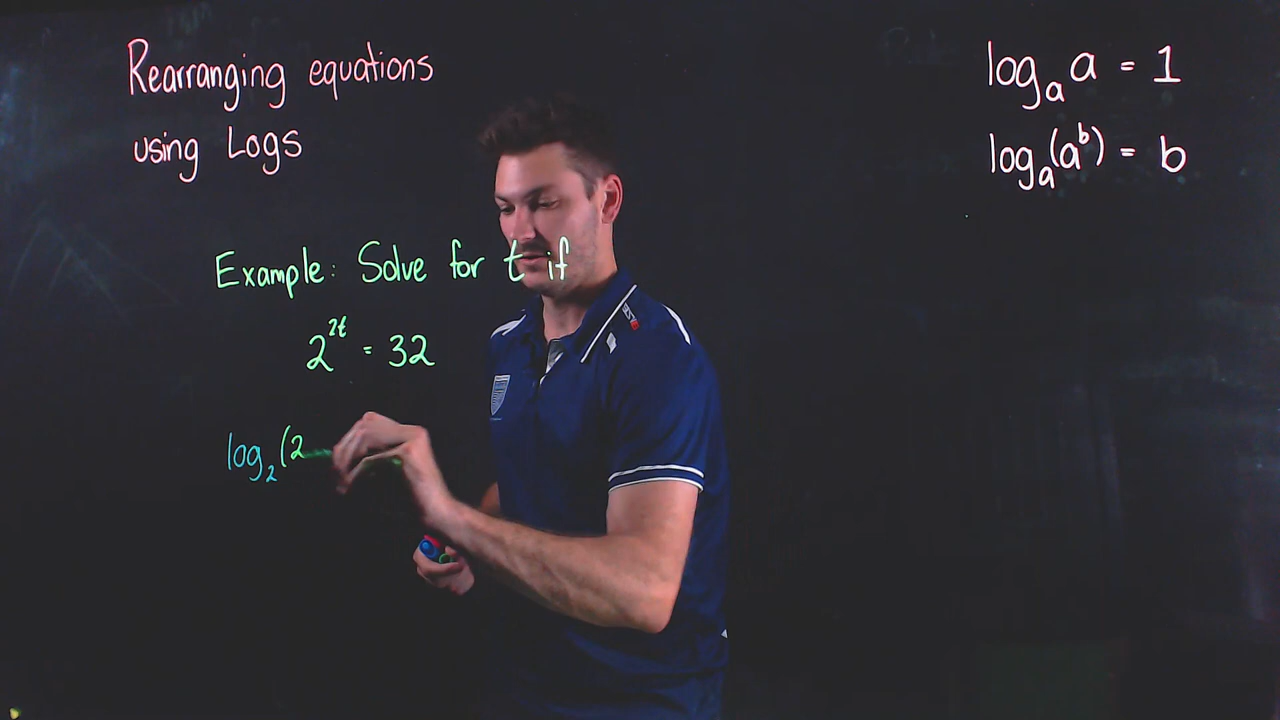 Rearranging equations
using Logs
logₐ a = 1
logₐ(aᵇ) = b
Example: Solve for t if
2²ᵗ = 32
log₂(2